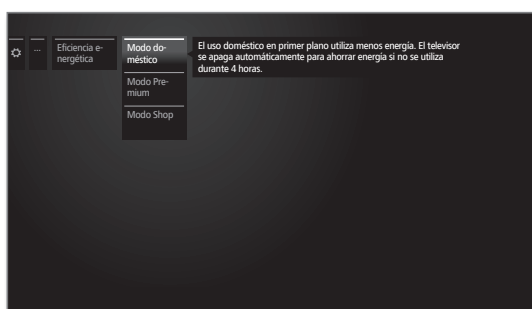 ...
Eficiencia e-
nergética
Modo do-
méstico
Modo Pre-
mium
Modo Shop
El uso doméstico en primer plano utiliza menos energía. El televisor
se apaga automáticamente para ahorrar energía si no se utiliza
durante 4 horas.